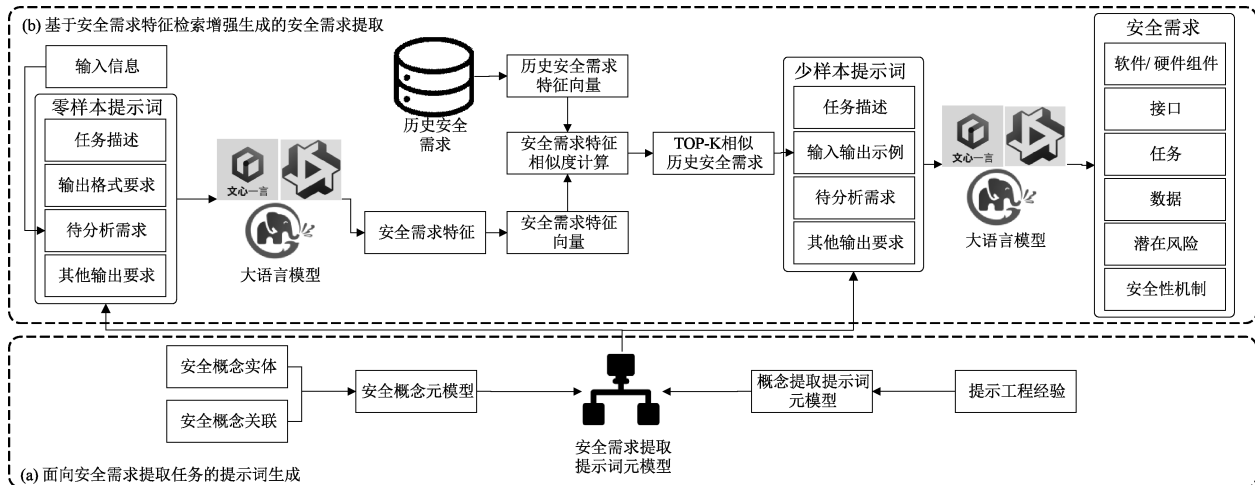 (b) 基于安全需求特征检索增强生成的安全需求提取
输入信息
零样本提示词
任务描述
输出格式要求
待分析需求
其他输出要求
文心一言
大语言模型
历史安全
需求
历史安全需求
特征向量
安全需求特征
相似度计算
安全需求特征
安全需求特征
向量
TOP-K相似
历史安全需求
少样本提示词
任务描述
输入输出示例
待分析需求
其他输出要求
文心一言
大语言模型
安全需求
软件/硬件组件
接口
任务
数据
潜在风险
安全性机制
安全概念实体
安全概念关联
安全概念元模型
安全需求提取
提示词元模型
概念提取提示词
元模型
提示工程经验
(a) 面向安全需求提取任务的提示词生成